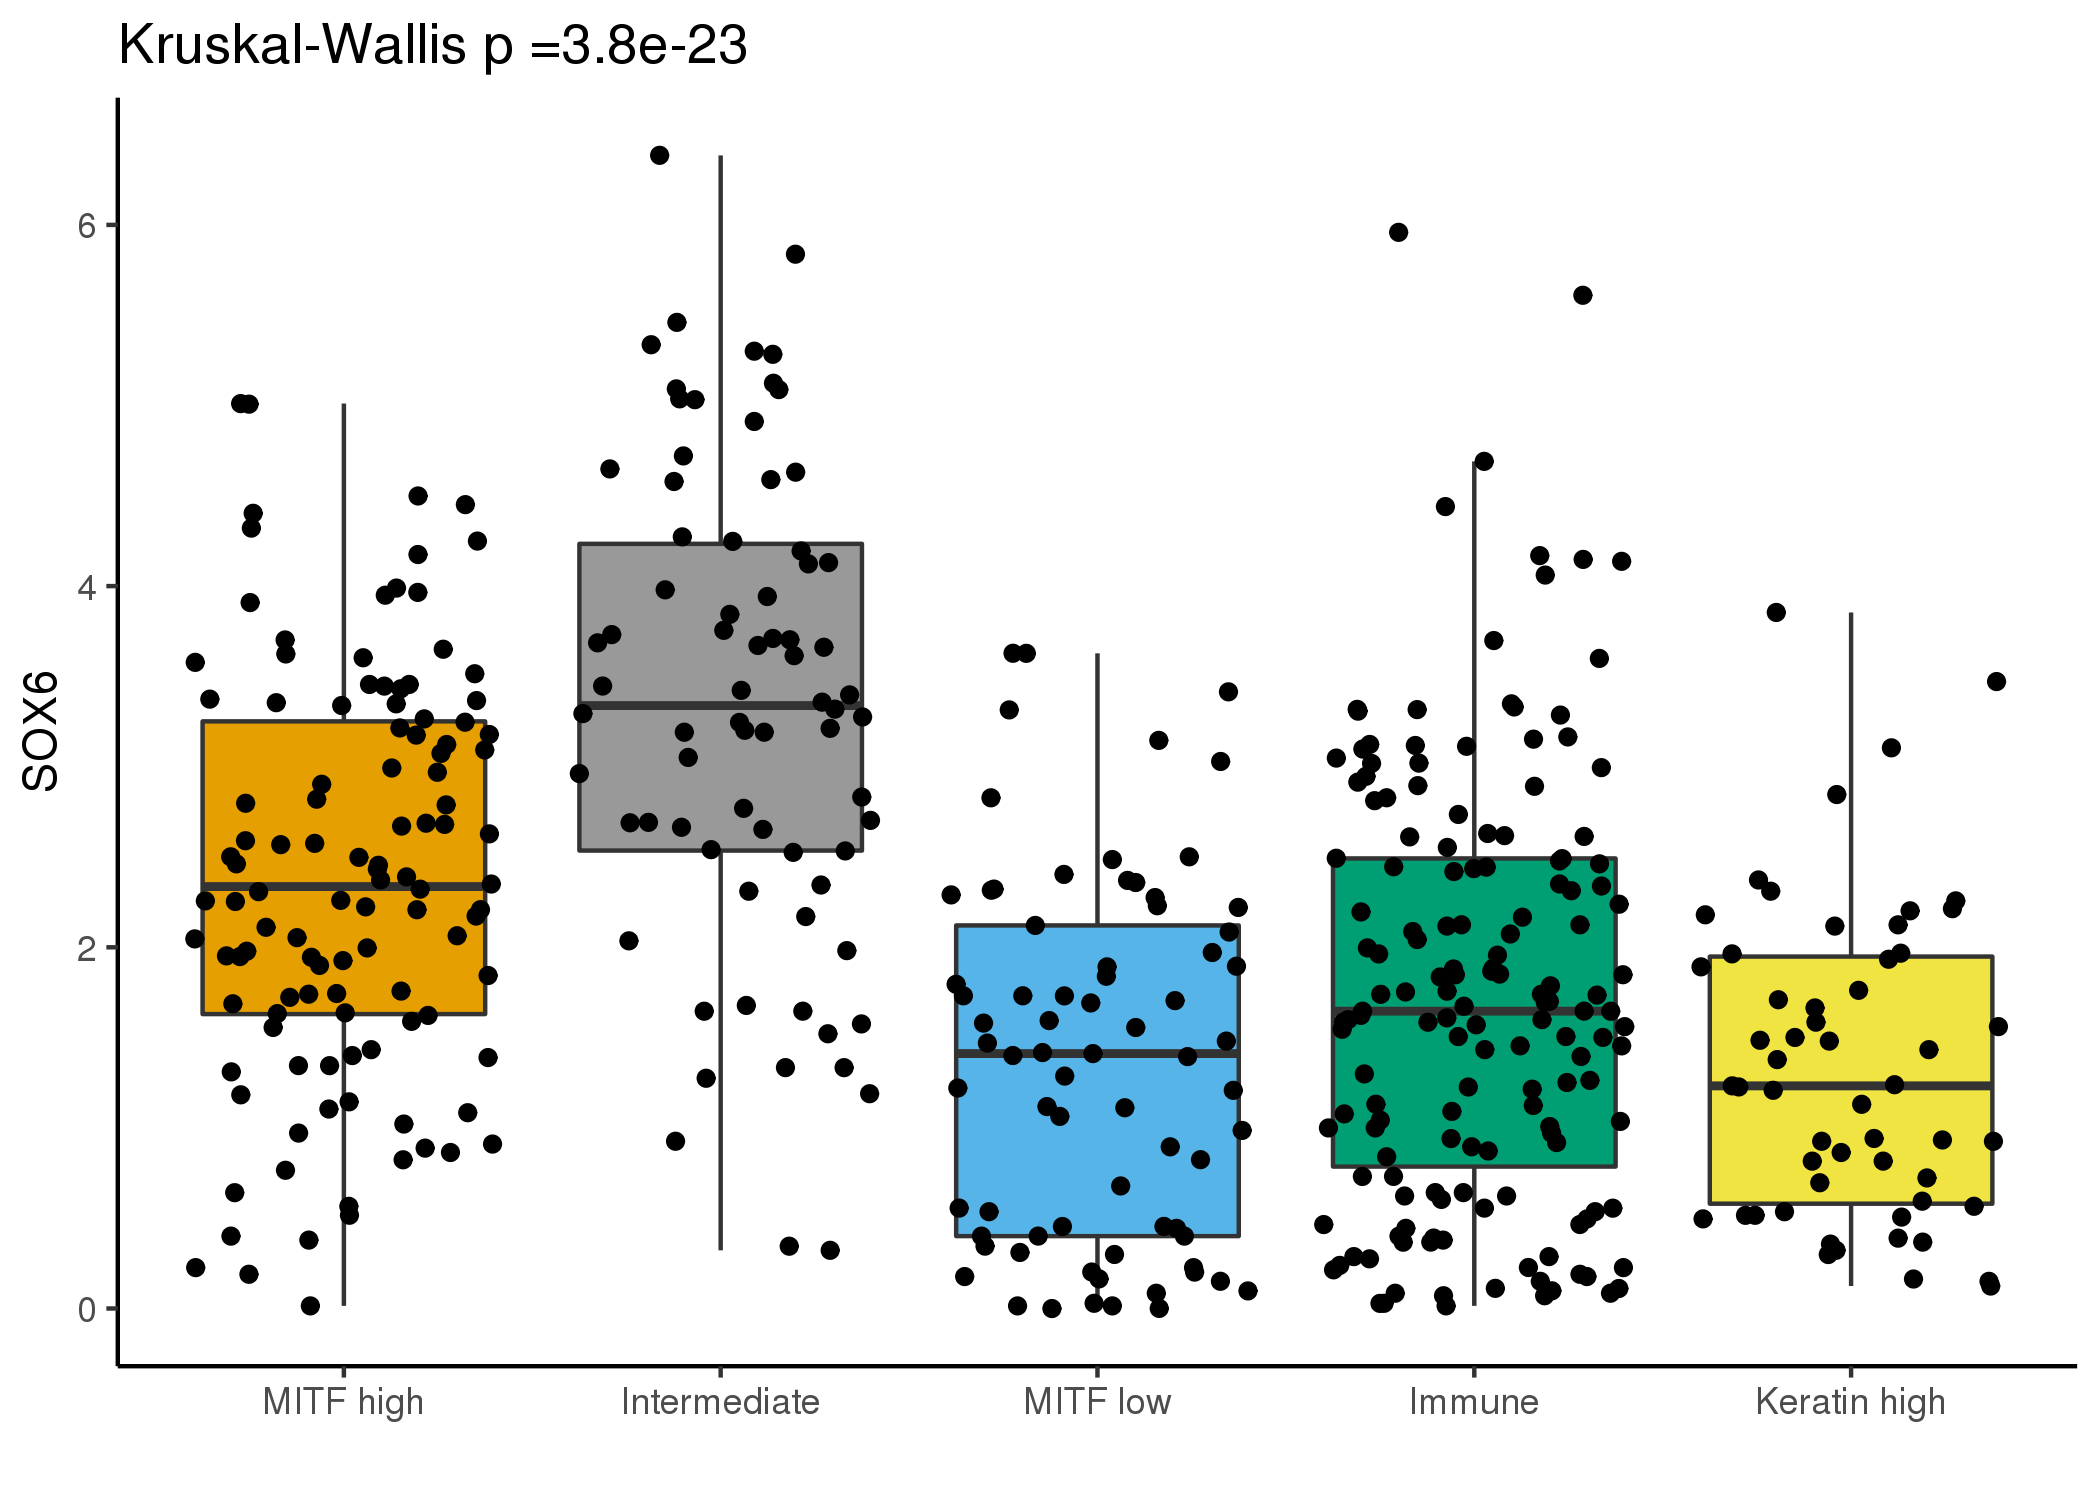 Kruskal-Wallis p =3.8e-23
SOX6
6
4
2
0
MITF high
Intermediate
MITF low
Immune
Keratin high